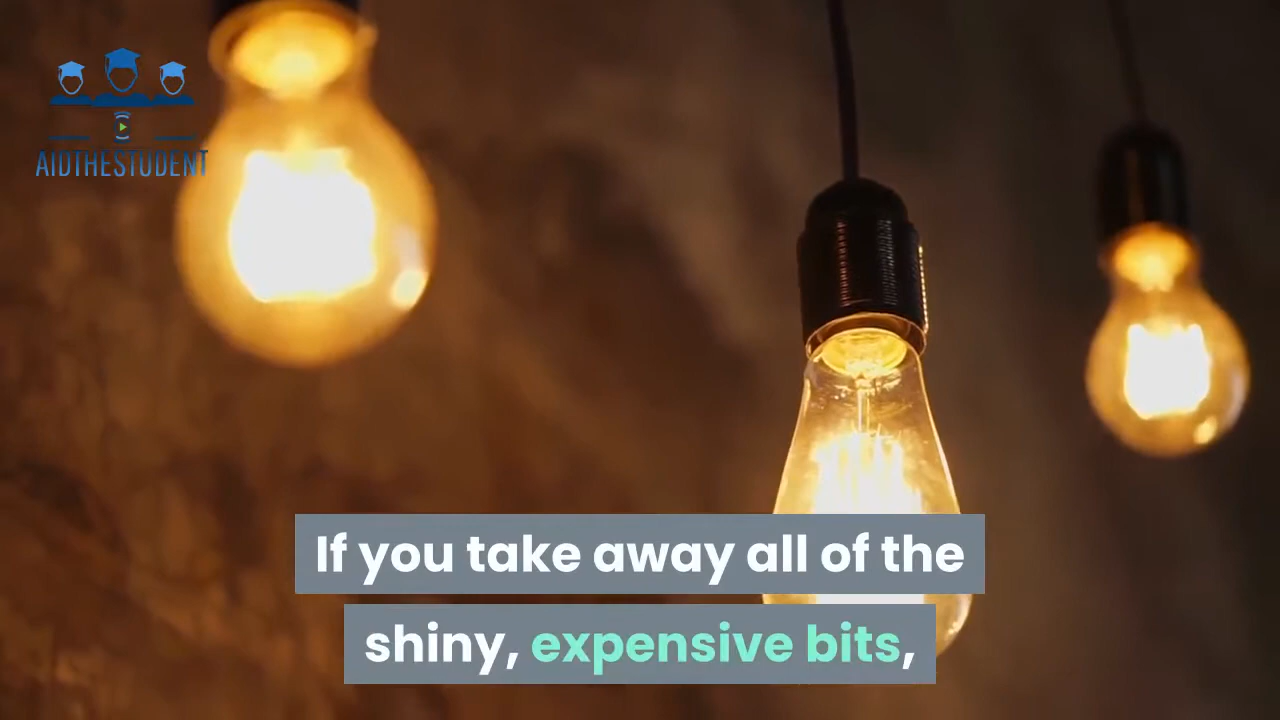 AIDTHESTUDENT
If you take away all of the
shiny, expensive bits,